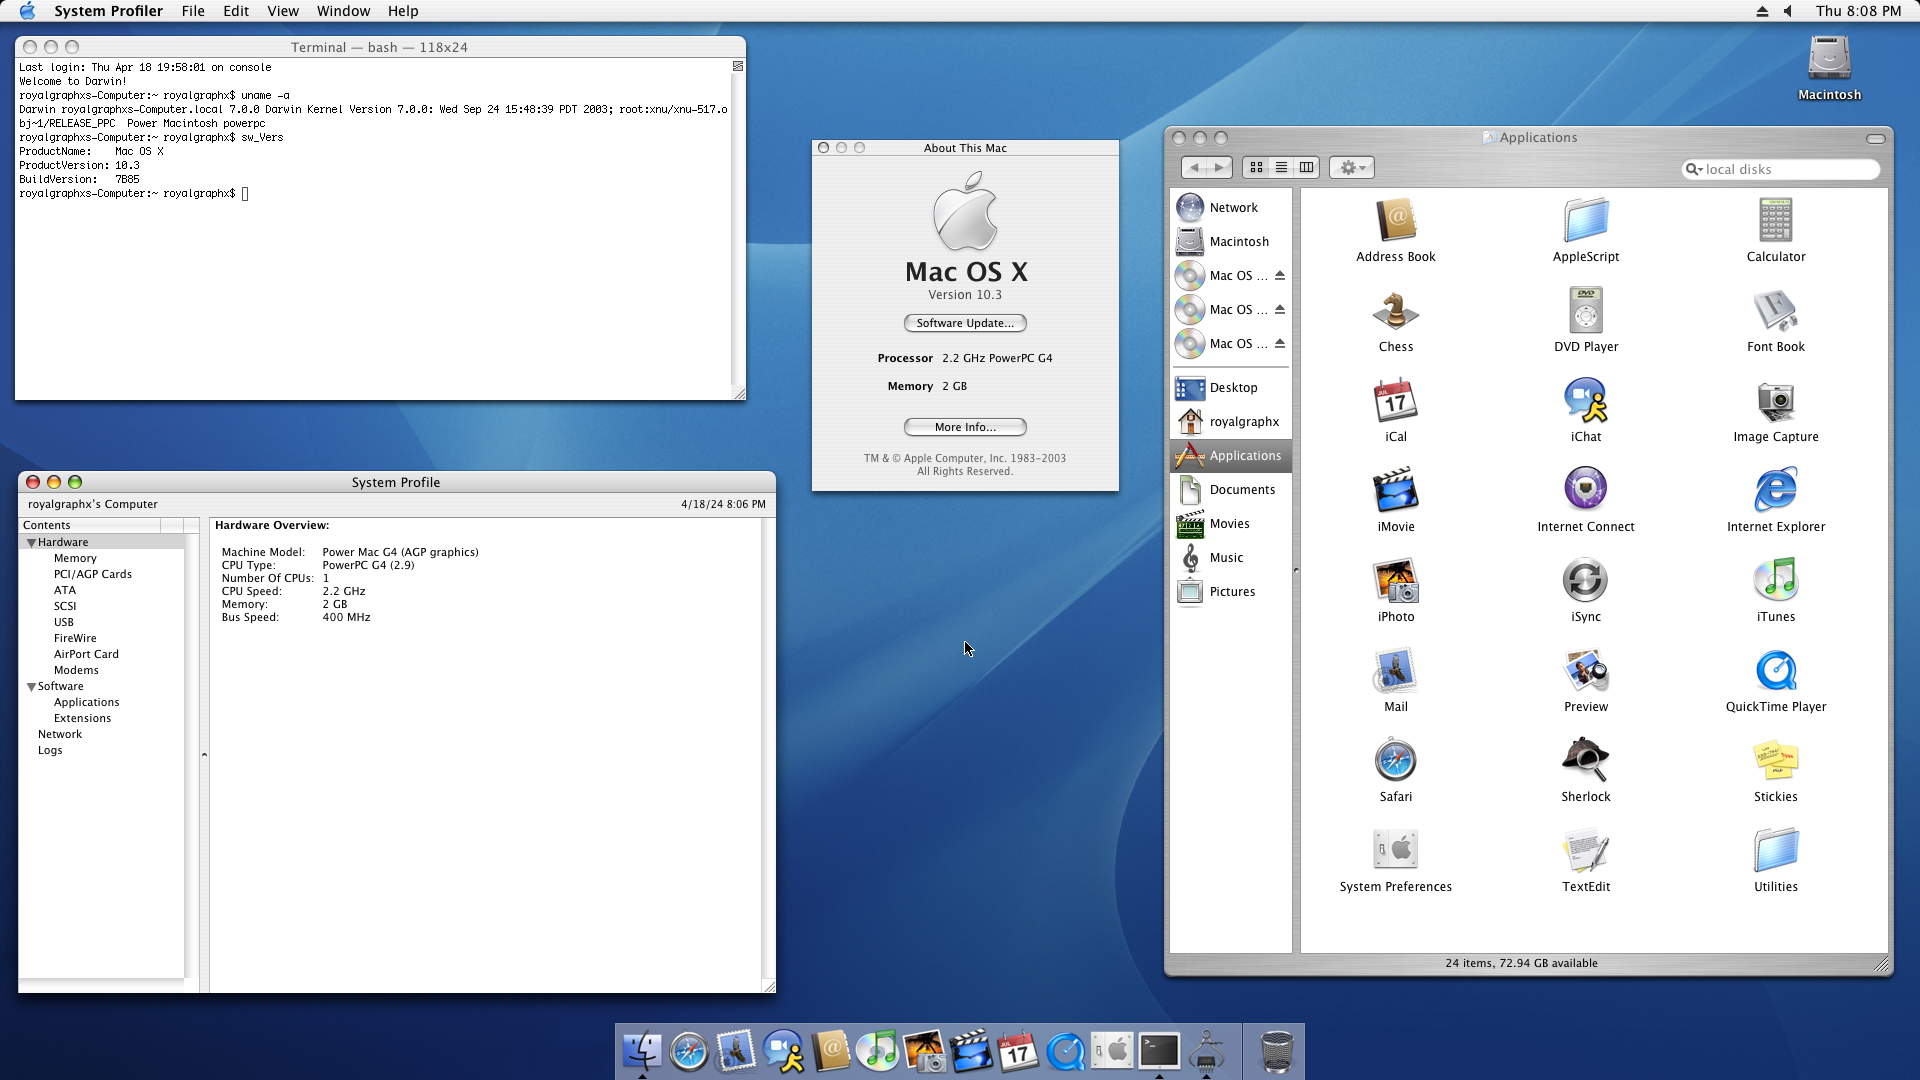 System Profiler File Edit View Window Help
Thu 8:08 PM
Terminal — bash — 118x24
Last login: Thu Apr 18 19:58:01 on console
Welcome to Darwin!
royalgraphxs-Computer:~ royalgraphx$ uname -a
Darwin royalgraphxs-Computer.local 7.0.0 Darwin Kernel Version 7.0.0: Wed Sep 24 15:48:39 PDT 2003; root:xnu/xnu-517.o
bj~1/RELEASE_PPC  Power Macintosh powerpc
royalgraphxs-Computer:~ royalgraphx$ sw_Vers
ProductName:    Mac OS X
ProductVersion: 10.3
BuildVersion:   7B85
royalgraphxs-Computer:~ royalgraphx$
Macintosh
About This Mac
Mac OS X
Version 10.3
Software Update...
Processor 2.2 GHz PowerPC G4
Memory 2 GB
More Info...
TM & © Apple Computer, Inc. 1983-2003
All Rights Reserved.
System Profile
royalgraphx's Computer
4/18/24 8:06 PM
Contents
Hardware
Memory
PCI/AGP Cards
ATA
SCSI
USB
FireWire
AirPort Card
Modems
Software
Applications
Extensions
Network
Logs
Hardware Overview:
Machine Model: Power Mac G4 (AGP graphics)
CPU Type: PowerPC G4 (2.9)
Number Of CPUs: 1
CPU Speed: 2.2 GHz
Memory: 2 GB
Bus Speed: 400 MHz
Applications
local disks
Network
Macintosh
Mac OS ...
Mac OS ...
Mac OS ...
Desktop
royalgraphx
Applications
Documents
Movies
Music
Pictures
Address Book
AppleScript
Calculator
Chess
DVD
DVD Player
Font Book
JUL
17
iCal
iChat
Image Capture
iMovie
Internet Connect
Internet Explorer
iPhoto
iSync
iTunes
Mail
Preview
QuickTime Player
Safari
Sherlock
Stickies
System Preferences
TextEdit
Utilities
24 items, 72.94 GB available
JUL
17